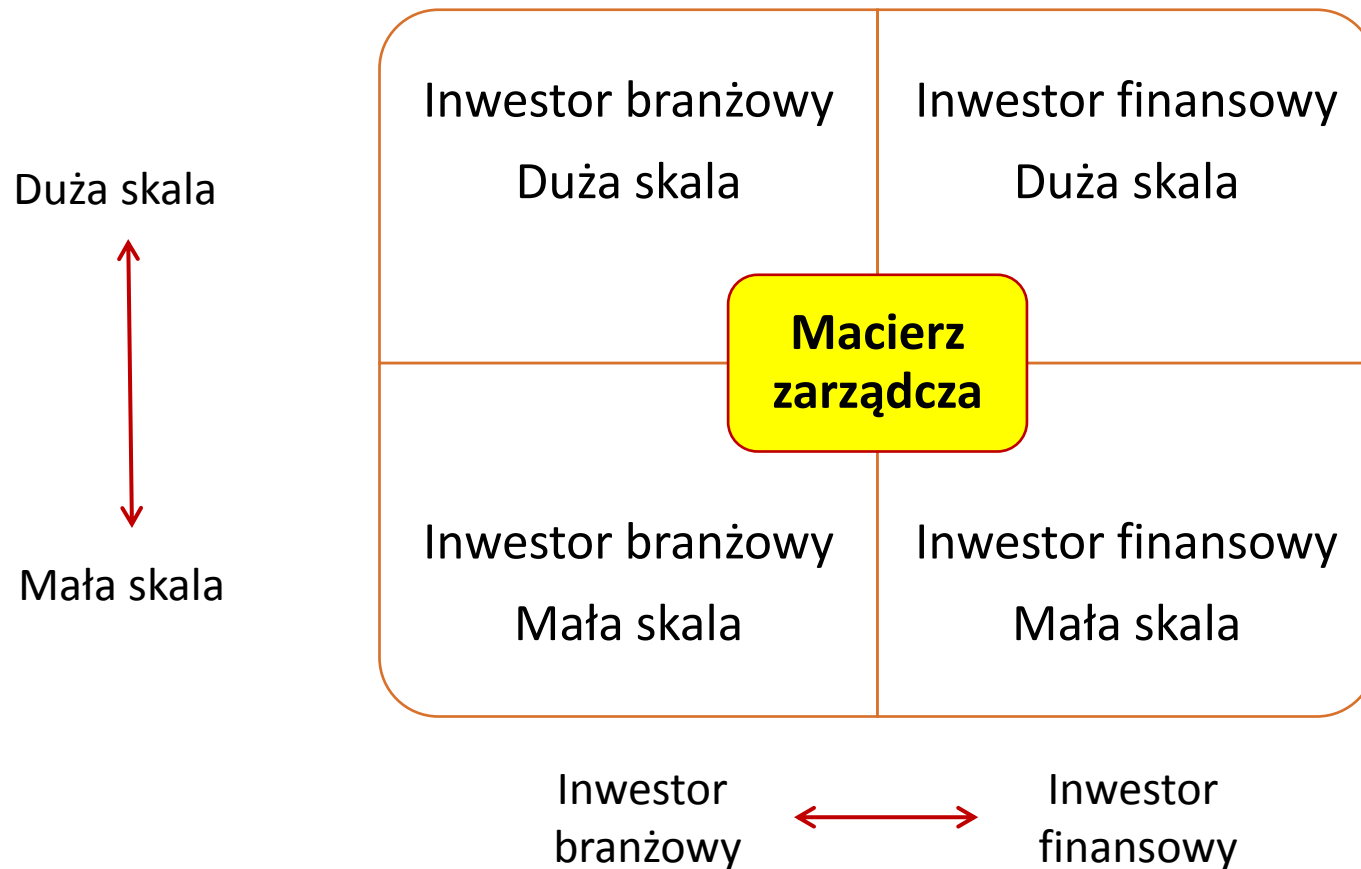 Inwestor branżowy
Duża skala
Inwestor finansowy
Duża skala
Duża skala
Macierz
zarządcza
Inwestor branżowy
Mała skala
Inwestor finansowy
Mała skala
Mała skala
Inwestor
branżowy
Inwestor
finansowy